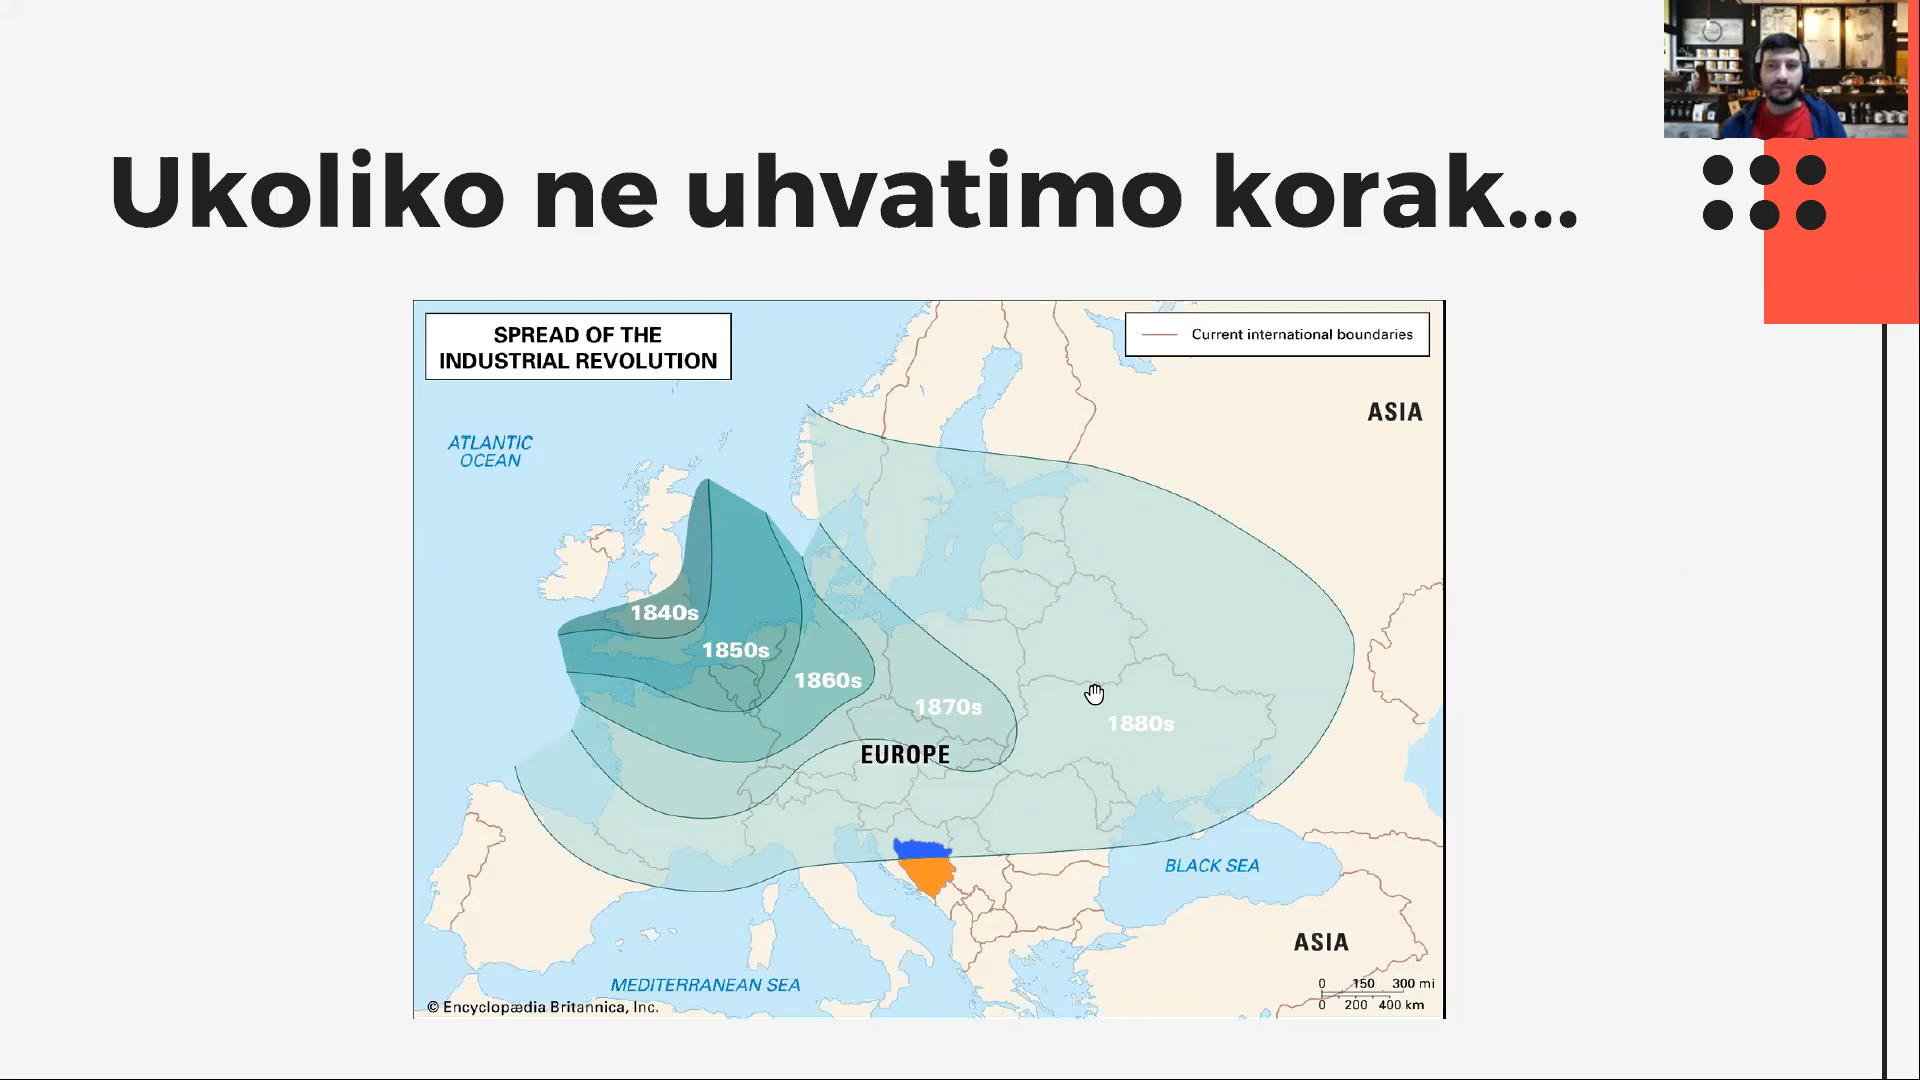 Ukoliko ne uhvatimo korak...
SPREAD OF THE
INDUSTRIAL REVOLUTION
Current international boundaries
ASIA
ATLANTIC
OCEAN
1840s
1850s
1860s
1870s
1880s
EUROPE
BLACK SEA
ASIA
MEDITERRANEAN SEA
0 150 300 mi
0 200 400 km
© Encyclopædia Britannica, Inc.